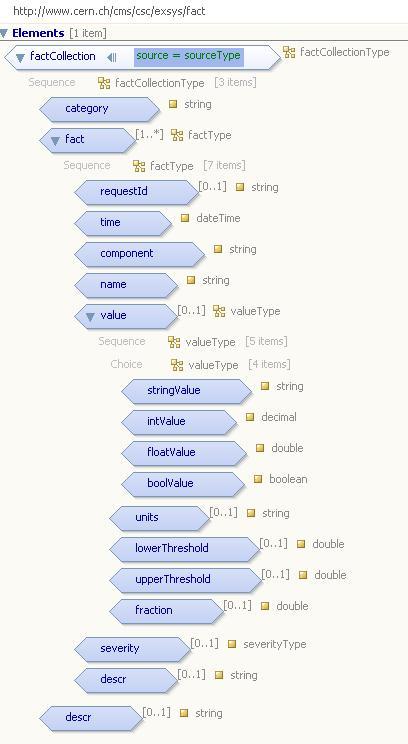 http://www.cern.ch/cms/csc/exsys/fact
Elements [1 item]
factCollection source = sourceType factCollectionType
Sequence factCollectionType [3 items]
category string
fact [1..*] factType
Sequence factType [7 items]
requestId [0..1] string
time dateTime
component string
name string
value [0..1] valueType
Sequence valueType [5 items]
Choice valueType [4 items]
stringValue string
intValue decimal
floatValue double
boolValue boolean
units [0..1] string
lowerThreshold [0..1] double
upperThreshold [0..1] double
fraction [0..1] double
severity [0..1] severityType
descr [0..1] string
descr [0..1] string